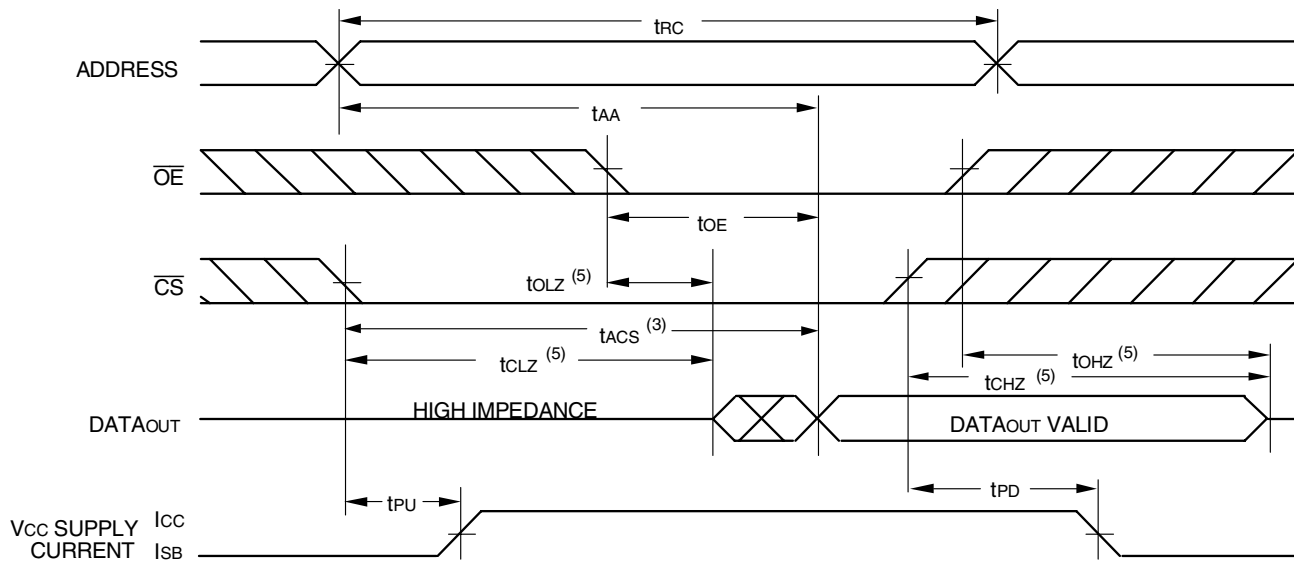 tRC
ADDRESS
tAA
OE
tOE
CS
tOLZ (5)
tACS (3)
tCLZ (5)
tOHZ (5)
tCHZ (5)
HIGH IMPEDANCE
DATAOUT
DATAOUT VALID
tPU
tPD
VCC SUPPLY ICC
CURRENT ISB